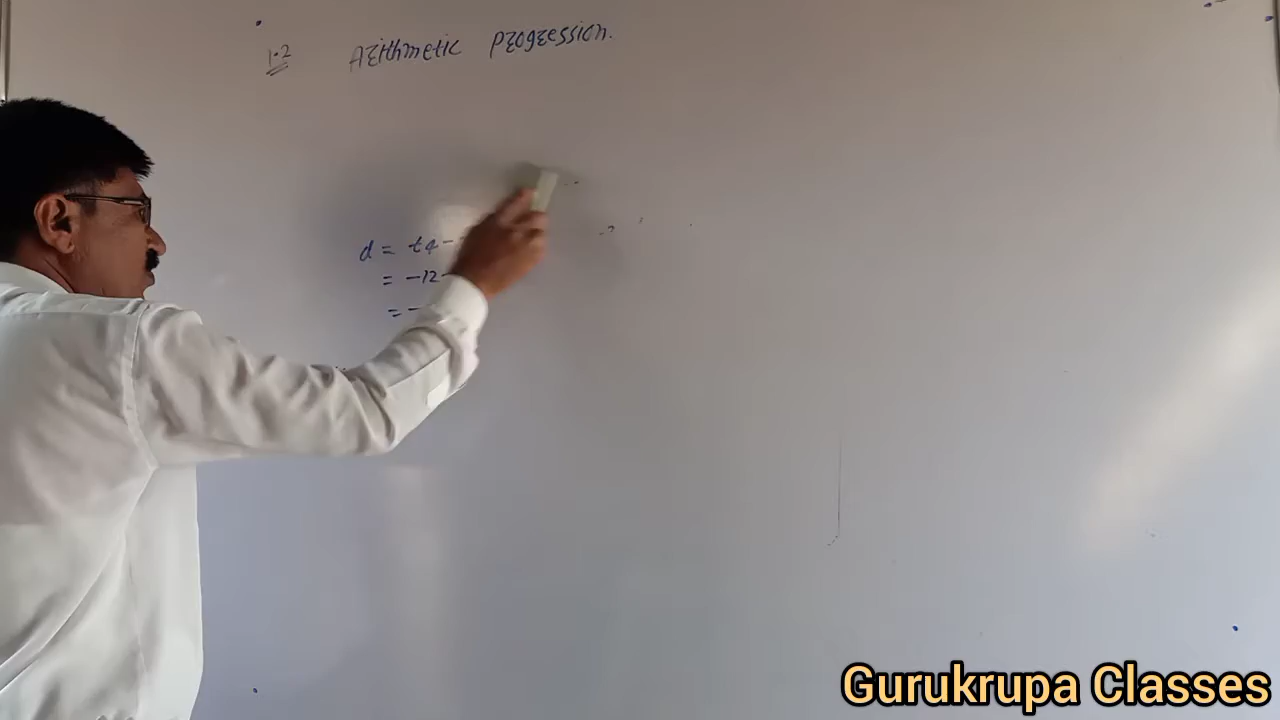 1.2 Arithmetic Progression.
d = t4 -
= -12 -
= -
Gurukrupa Classes